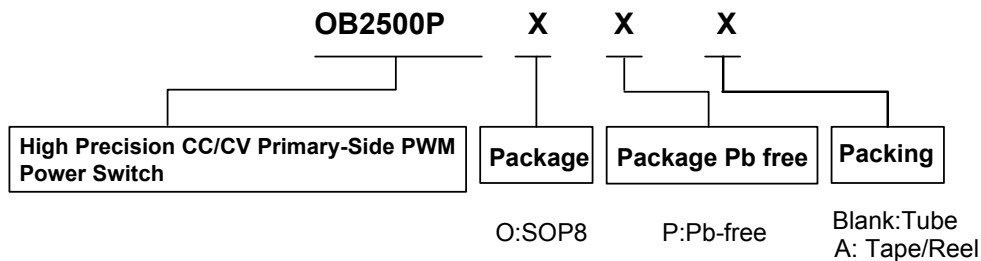 OB2500P X X X
High Precision CC/CV Primary-Side PWM
Power Switch
Package
Package Pb free
Packing
O:SOP8
P:Pb-free
Blank:Tube
A: Tape/Reel